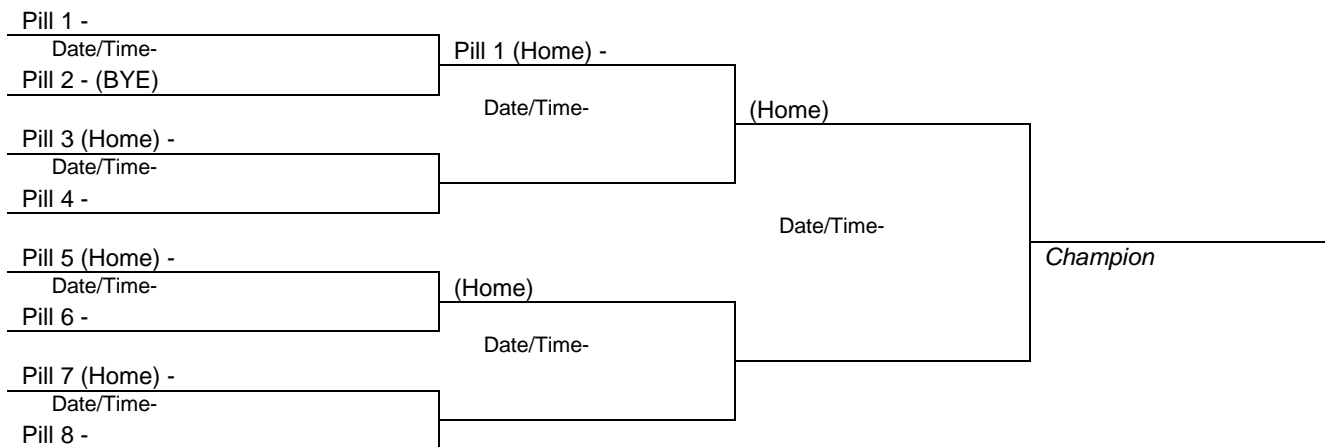 Pill 1 -
Date/Time-
Pill 1 (Home) -
Pill 2 - (BYE)
Date/Time-
(Home)
Pill 3 (Home) -
Date/Time-
Pill 4 -
Date/Time-
Pill 5 (Home) -
Champion
Date/Time-
(Home)
Pill 6 -
Date/Time-
Pill 7 (Home) -
Date/Time-
Pill 8 -